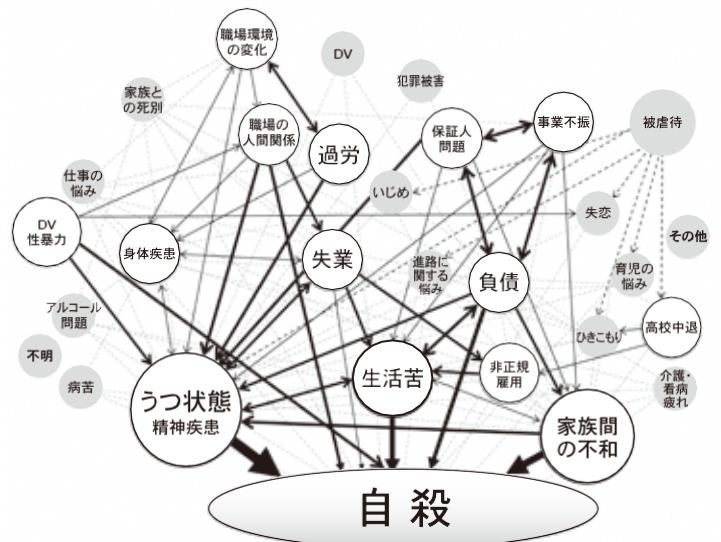 職場環境
の変化
DV
犯罪被害
家族と
の死別
職場の
人間関係
過労
保証人
問題
事業不振
被虐待
仕事の
悩み
いじめ
失恋
DV
性暴力
身体疾患
失業
進路に
関する
悩み
負債
その他
育児の
悩み
アルコール
問題
ひきこもり
高校中退
不明
病苦
うつ状態
精神疾患
生活苦
非正規
雇用
介護・
看病
疲れ
家族間
の不和
自殺